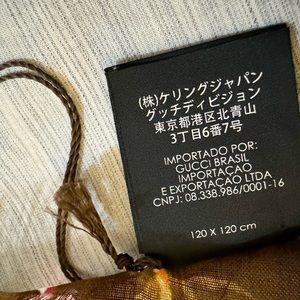 (株)ケリングジャパン
グッチディビジョン
東京都港区北青山
3丁目6番7号
IMPORTADO POR:
GUCCI BRASIL
IMPORTAÇAO
E EXPORTAÇAO LTDA
CNPJ: 08.338.986/0001-16
120 X 120 cm